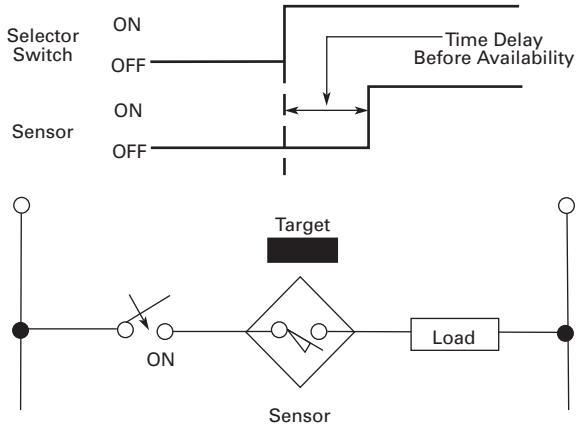 Selector
Switch
ON
OFF
Time Delay
Before Availability
Sensor
ON
OFF
Target
ON
Load
Sensor